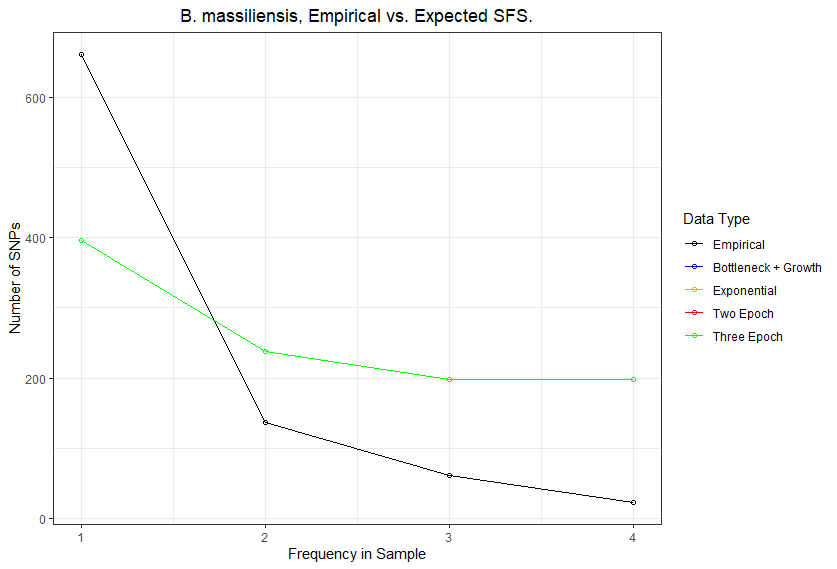 B. massiliensis, Empirical vs. Expected SFS.
Number of SNPs
600
400
200
0
1
2
3
4
Frequency in Sample
Data Type
Empirical
Bottleneck + Growth
Exponential
Two Epoch
Three Epoch